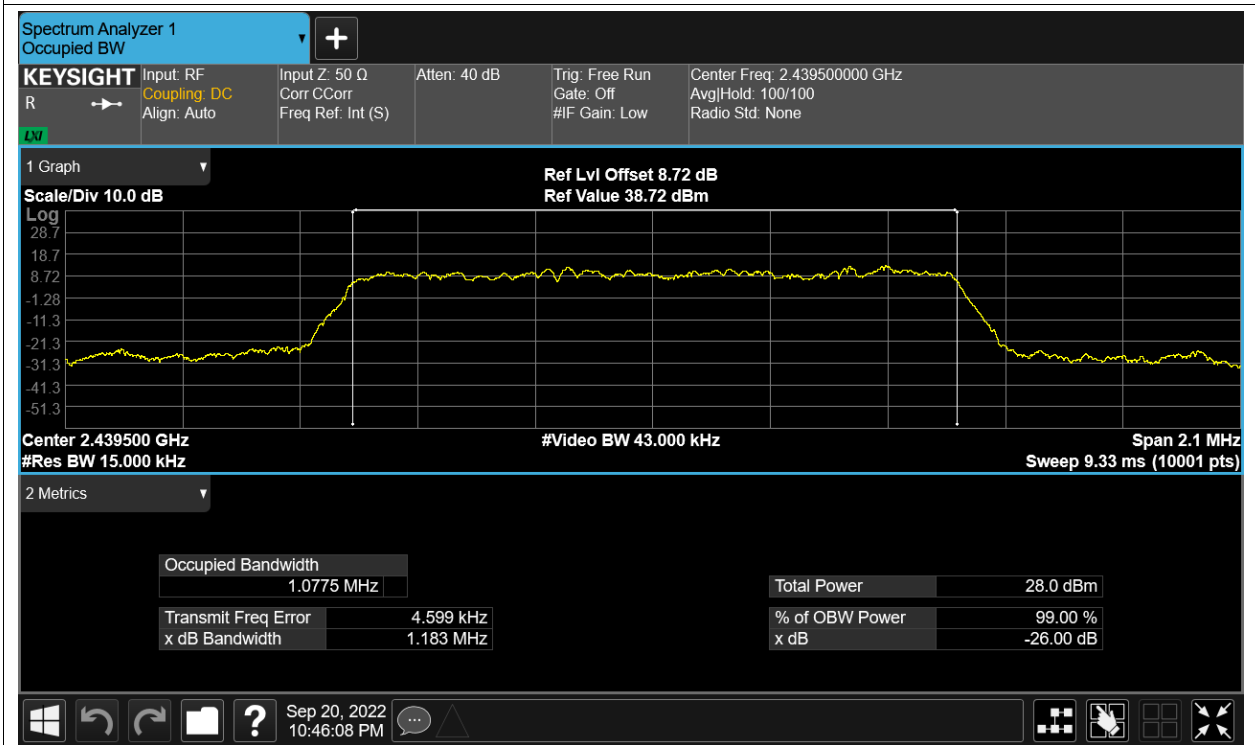 Spectrum Analyzer 1
Occupied BW
+
KEYSIGHT
R
LXI
Input: RF
Coupling: DC
Align: Auto
Input Z: 50 Ω
Corr CCorr
Freq Ref: Int (S)
Atten: 40 dB
Trig: Free Run
Gate: Off
#IF Gain: Low
Center Freq: 2.439500000 GHz
Avg|Hold: 100/100
Radio Std: None
1 Graph
Scale/Div 10.0 dB
Ref Lvl Offset 8.72 dB
Ref Value 38.72 dBm
Log
28.7
18.7
8.72
-1.28
-11.3
-21.3
-31.3
-41.3
-51.3
Center 2.439500 GHz
#Video BW 43.000 kHz
Span 2.1 MHz
#Res BW 15.000 kHz
Sweep 9.33 ms (10001 pts)
2 Metrics
Occupied Bandwidth
1.0775 MHz
Transmit Freq Error 4.599 kHz
x dB Bandwidth 1.183 MHz
Total Power 28.0 dBm
% of OBW Power 99.00 %
x dB -26.00 dB
?
Sep 20, 2022
10:46:08 PM